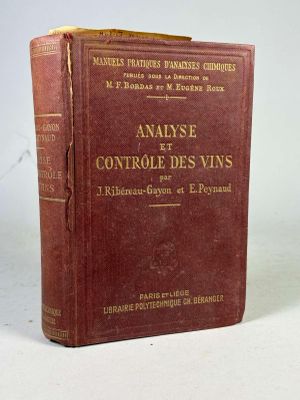 MANUELS PRATIQUES D'ANALYSES CHIMIQUES
PUBLIÉS SOUS LA DIRECTION DE
M. F. BORDAS ET M. EUGÈNE ROUX
ANALYSE
ET
CONTRÔLE DES VINS
par
J. Ribéreau-Gayon et E. Peynaud
PARIS ET LIÉGE
LIBRAIRIE POLYTECHNIQUE CH. BÉRANGER